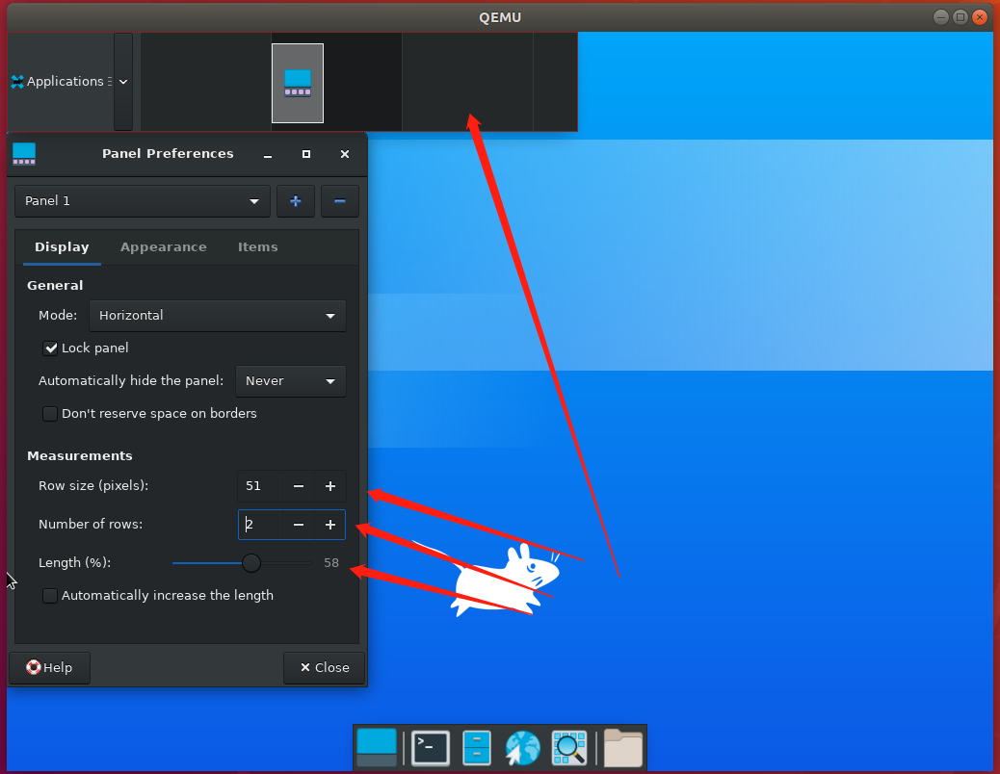 QEMU
Applications
Panel Preferences
Panel 1
Display Appearance Items
General
Mode: Horizontal
Lock panel
Automatically hide the panel: Never
Don't reserve space on borders
Measurements
Row size (pixels): 51
Number of rows: 2
Length (%): 58
Automatically increase the length
Help Close